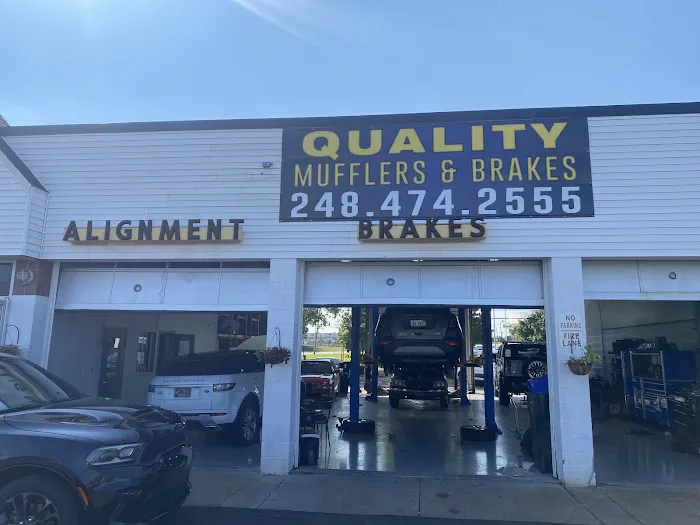 QUALITY
MUFFLERS & BRAKES
248.474.2555
ALIGNMENT
BRAKES
NO
PARKING
FIRE
LANE